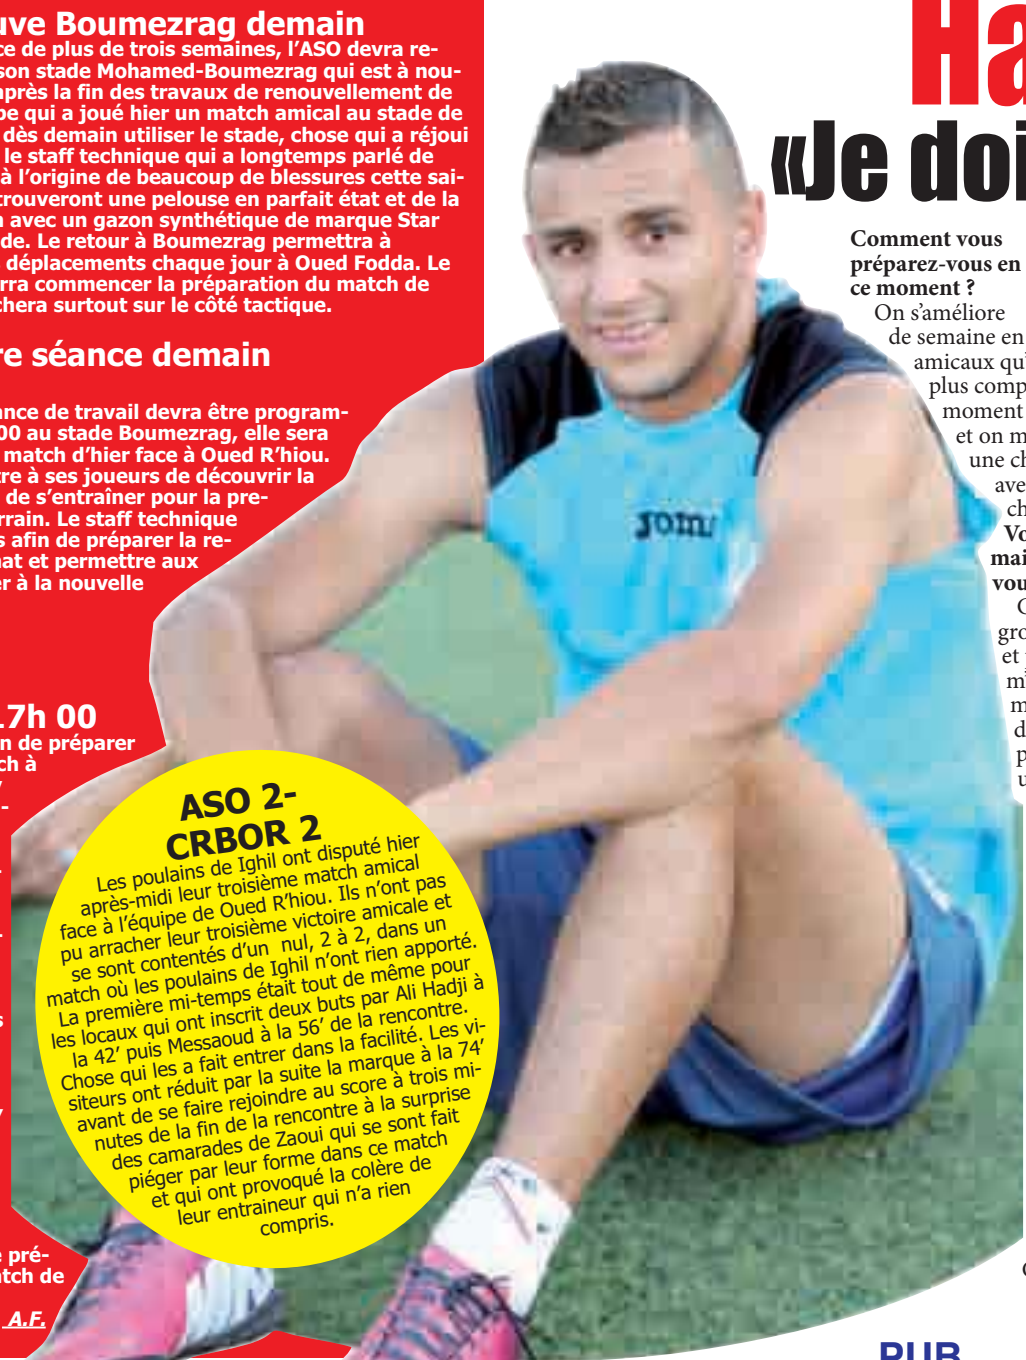 uve Boumezrag demain
ce de plus de trois semaines, l’ASO devra re-
son stade Mohamed-Boumezrag qui est à nou-
après la fin des travaux de renouvellement de
pe qui a joué hier un match amical au stade de
dès demain utiliser le stade, chose qui a réjoui
le staff technique qui a longtemps parlé de
à l’origine de beaucoup de blessures cette sai-
trouveront une pelouse en parfait état et de la
n avec un gazon synthétique de marque Star
de. Le retour à Boumezrag permettra à
déplacements chaque jour à Oued Fodda. Le
rra commencer la préparation du match de
chera surtout sur le côté tactique.
re séance demain
ance de travail devra être program-
00 au stade Boumezrag, elle sera
match d’hier face à Oued R’hiou.
tre à ses joueurs de découvrir la
de s’entraîner pour la pre-
rrain. Le staff technique
s afin de préparer la re-
nat et permettre aux
er à la nouvelle
17h 00
n de préparer
ch à
e pré-
atch de
A.F.
ASO 2-
CRBOR 2
Les poulains de Ighil ont disputé hier
après-midi leur troisième match amical
face à l’équipe de Oued R’hiou. Ils n’ont pas
pu arracher leur troisième victoire amicale et
se sont contentés d’un nul, 2 à 2, dans un
match où les poulains de Ighil n’ont rien apporté.
La première mi-temps était tout de même pour
les locaux qui ont inscrit deux buts par Ali Hadji à
la 42’ puis Messaoud à la 56’ de la rencontre.
Chose qui les a fait entrer dans la facilité. Les vi-
siteurs ont réduit par la suite la marque à la 74’
avant de se faire rejoindre au score à trois mi-
nutes de la fin de la rencontre à la surprise
des camarades de Zaoui qui se sont fait
piéger par leur forme dans ce match
et qui ont provoqué la colère de
leur entraineur qui n’a rien
compris.
joma
Ha
«Je doi
Comment vous
préparez-vous en
ce moment ?
On s’améliore
de semaine en
amicaux qu’
plus comp
moment
et on m
une ch
ave
ch
Vo
mai
vou
gro
et
m’
m
d
p
u
PUB